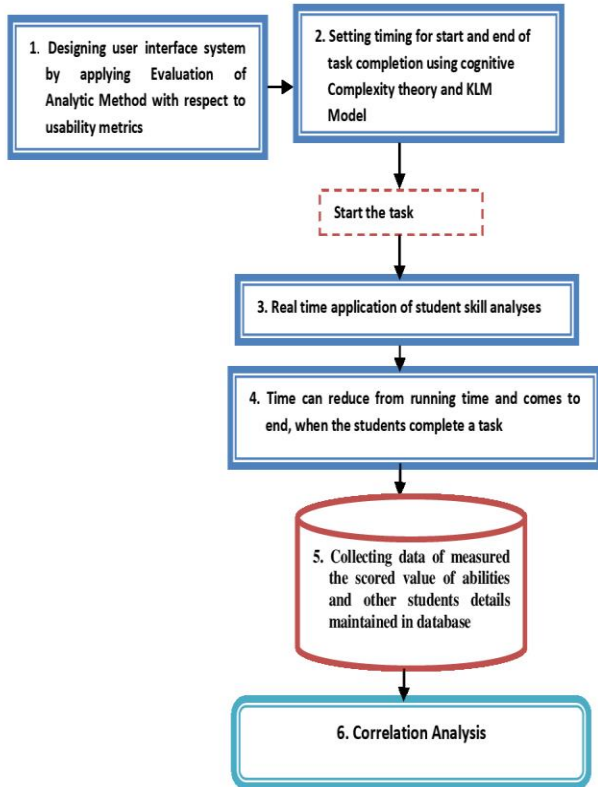 1. Designing user interface system
by applying Evaluation of
Analytic Method with respect to
usability metrics
2. Setting timing for start and end of
task completion using cognitive
Complexity theory and KLM
Model
Start the task
3. Real time application of student skill analyses
4. Time can reduce from running time and comes to
end, when the students complete a task
5. Collecting data of measured
the scored value of abilities
and other students details
maintained in database
6. Correlation Analysis